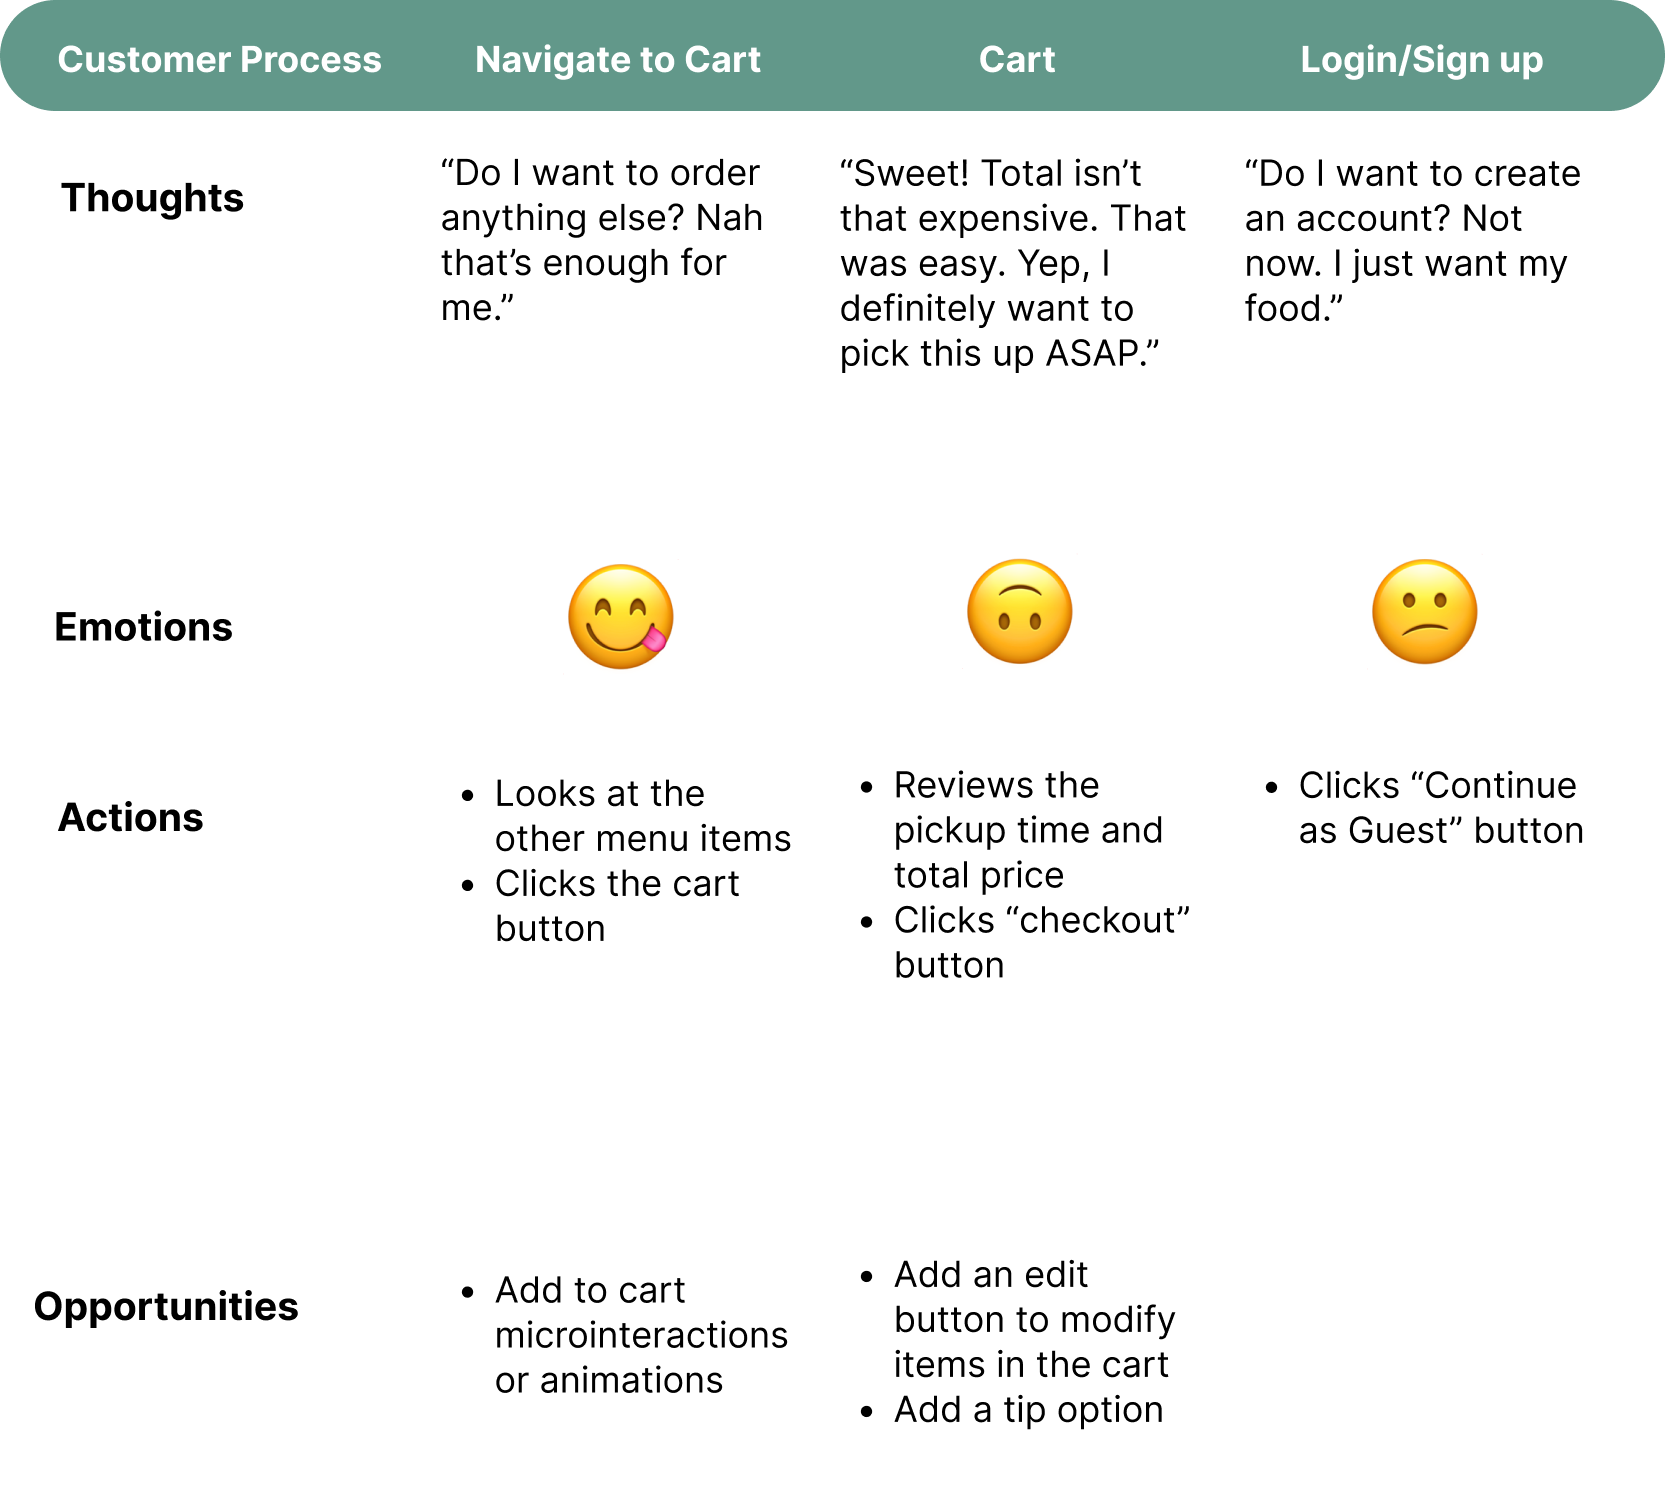 Customer Process
Navigate to Cart
Cart
Login/Sign up
Thoughts
“Do I want to order
anything else? Nah
that’s enough for
me.”
“Sweet! Total isn’t
that expensive. That
was easy. Yep, I
definitely want to
pick this up ASAP.”
“Do I want to create
an account? Not
now. I just want my
food.”
Emotions
Actions
• Looks at the
other menu items
• Clicks the cart
button
• Reviews the
pickup time and
total price
• Clicks “checkout”
button
• Clicks “Continue
as Guest” button
Opportunities
• Add to cart
microinteractions
or animations
• Add an edit
button to modify
items in the cart
• Add a tip option